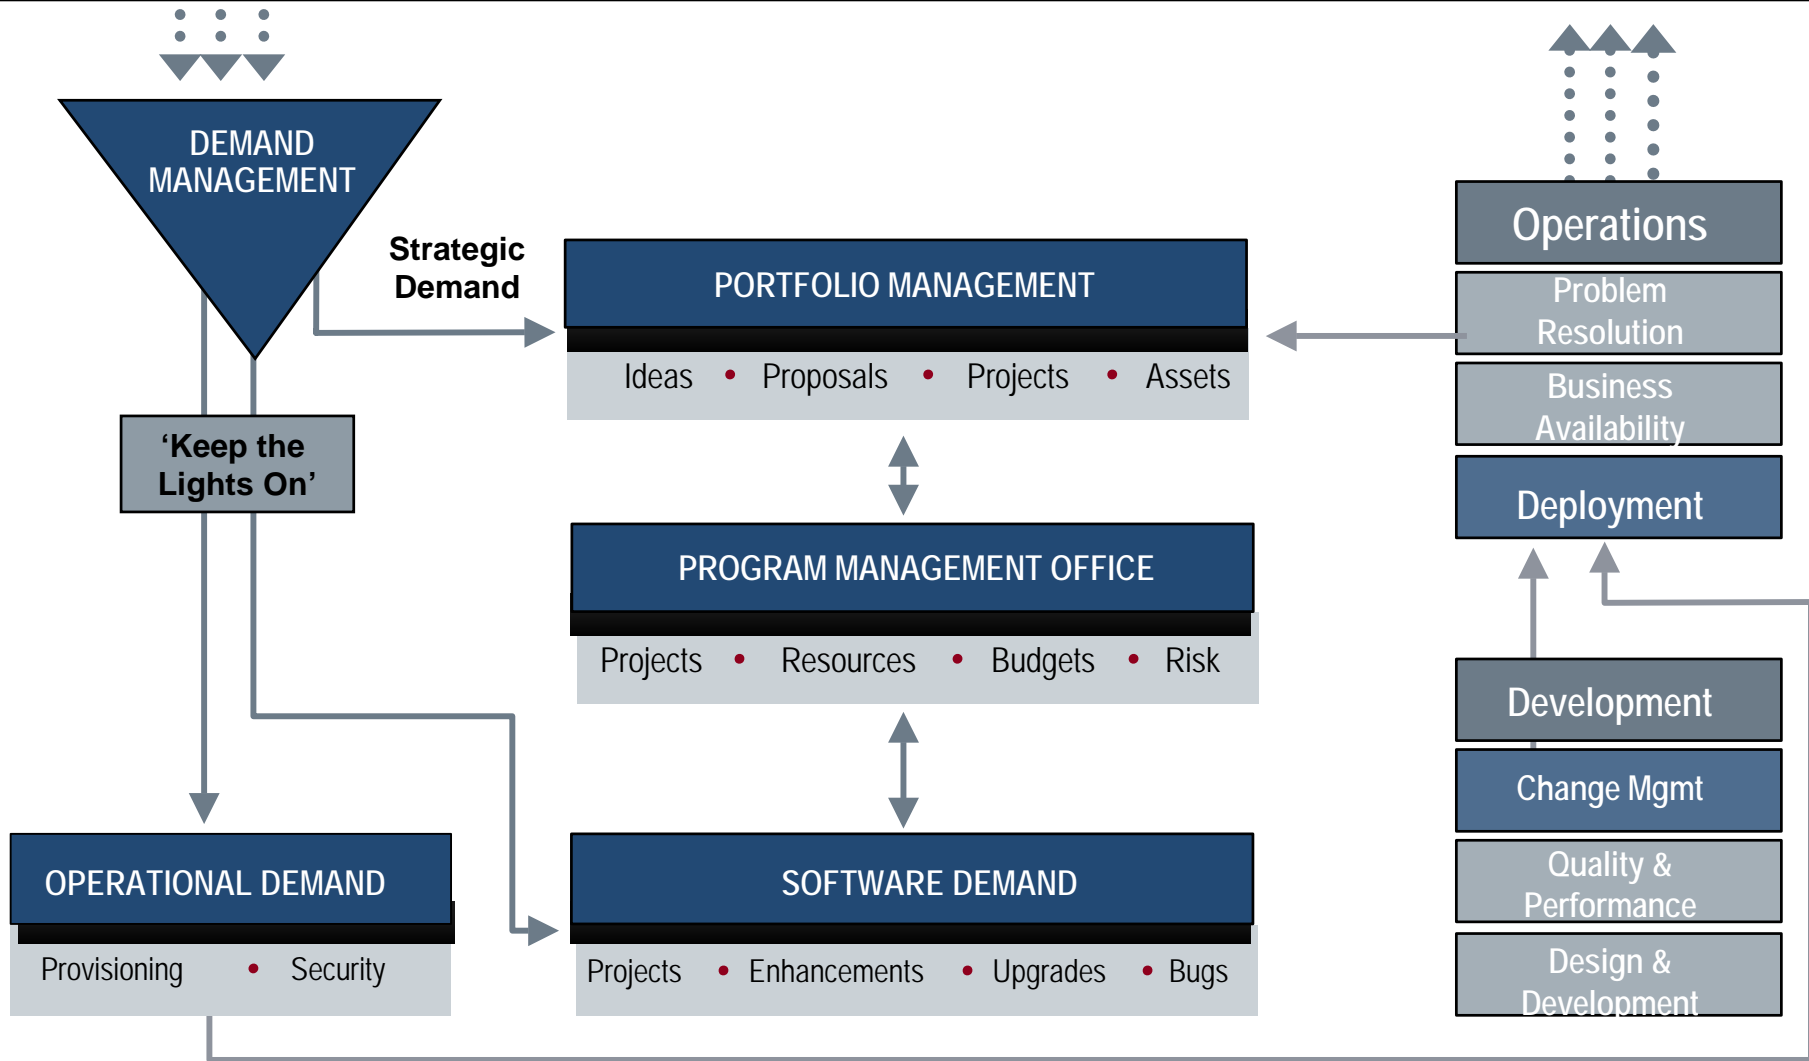 DEMAND
MANAGEMENT
Strategic
Demand
PORTFOLIO MANAGEMENT
Ideas • Proposals • Projects • Assets
‘Keep the
Lights On’
PROGRAM MANAGEMENT OFFICE
Projects • Resources • Budgets • Risk
OPERATIONAL DEMAND
Provisioning • Security
SOFTWARE DEMAND
Projects • Enhancements • Upgrades • Bugs
Operations
Problem
Resolution
Business
Availability
Deployment
Development
Change Mgmt
Quality &
Performance
Design &
Development